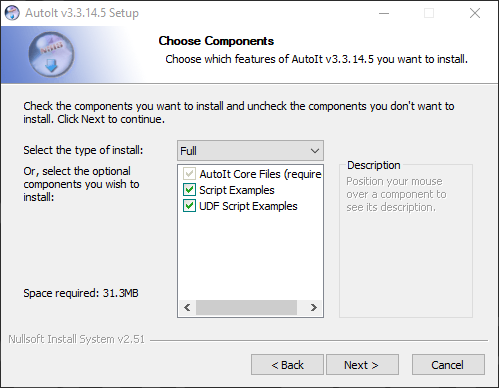 AutoIt v3.3.14.5 Setup
Choose Components
Choose which features of AutoIt v3.3.14.5 you want to install.
Check the components you want to install and uncheck the components you don't want to
install. Click Next to continue.
Select the type of install:
Full
Or, select the optional
components you wish to
install:
AutoIt Core Files (require
Script Examples
UDF Script Examples
Description
Position your mouse
over a component to
see its description.
Space required: 31.3MB
Nullsoft Install System v2.51
< Back
Next >
Cancel